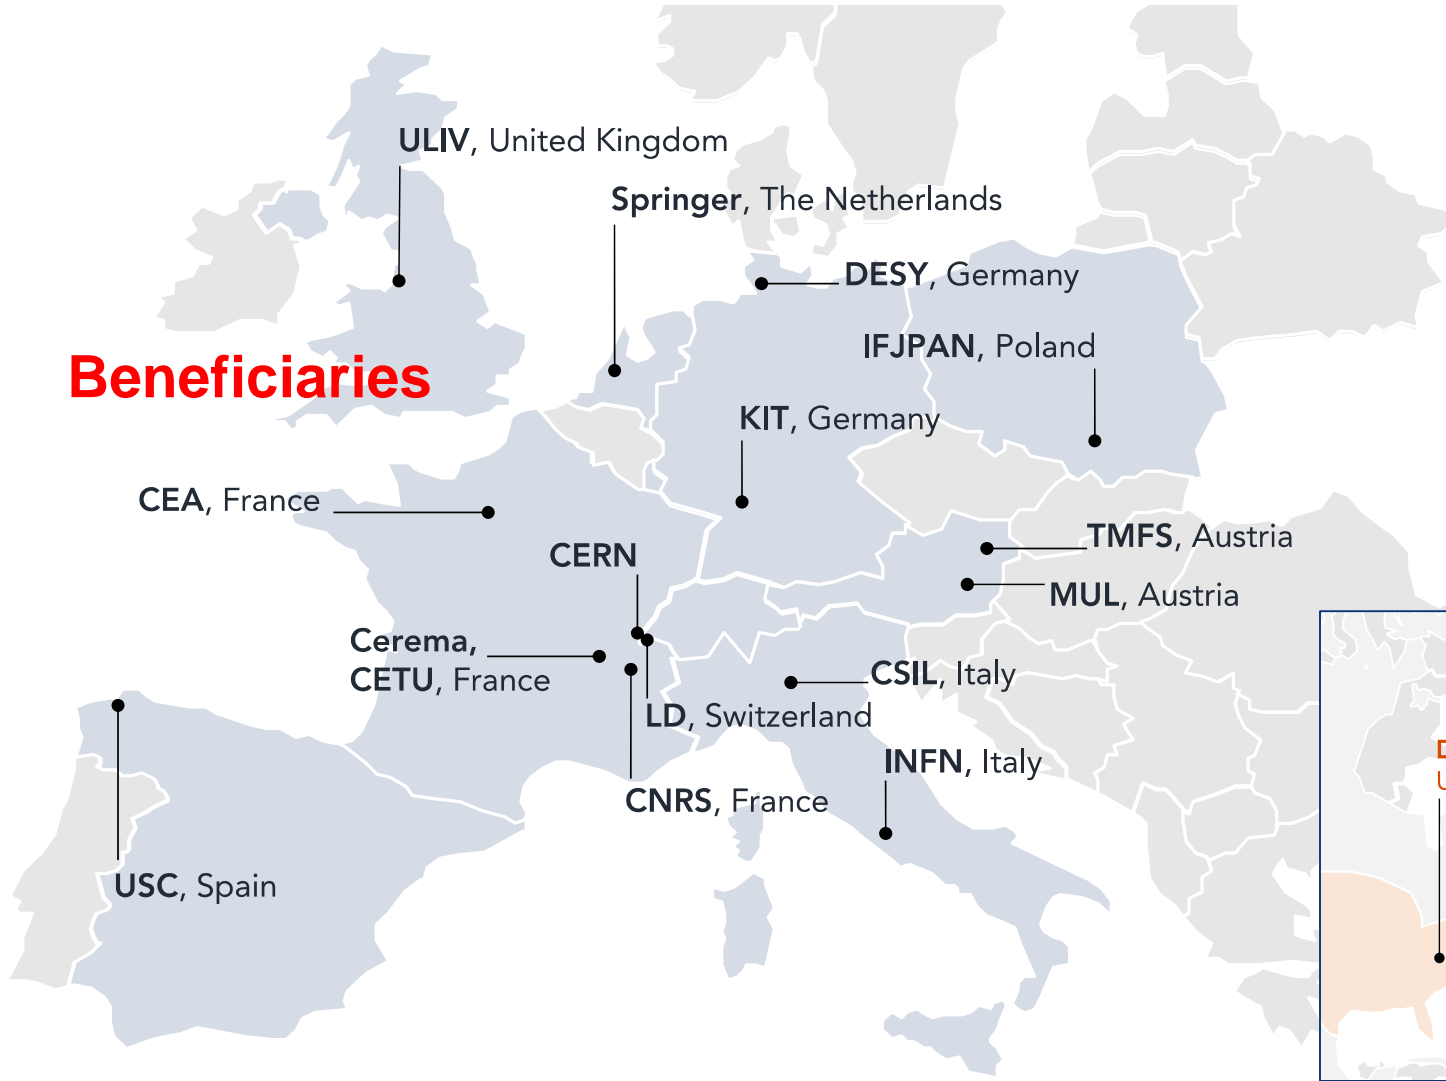 ULIV, United Kingdom
Springer, The Netherlands
DESY, Germany
IFJPAN, Poland
Beneficiaries
KIT, Germany
CEA, France
TMFS, Austria
CERN
MUL, Austria
Cerema,
CETU, France
CSIL, Italy
LD, Switzerland
INFN, Italy
CNRS, France
USC, Spain